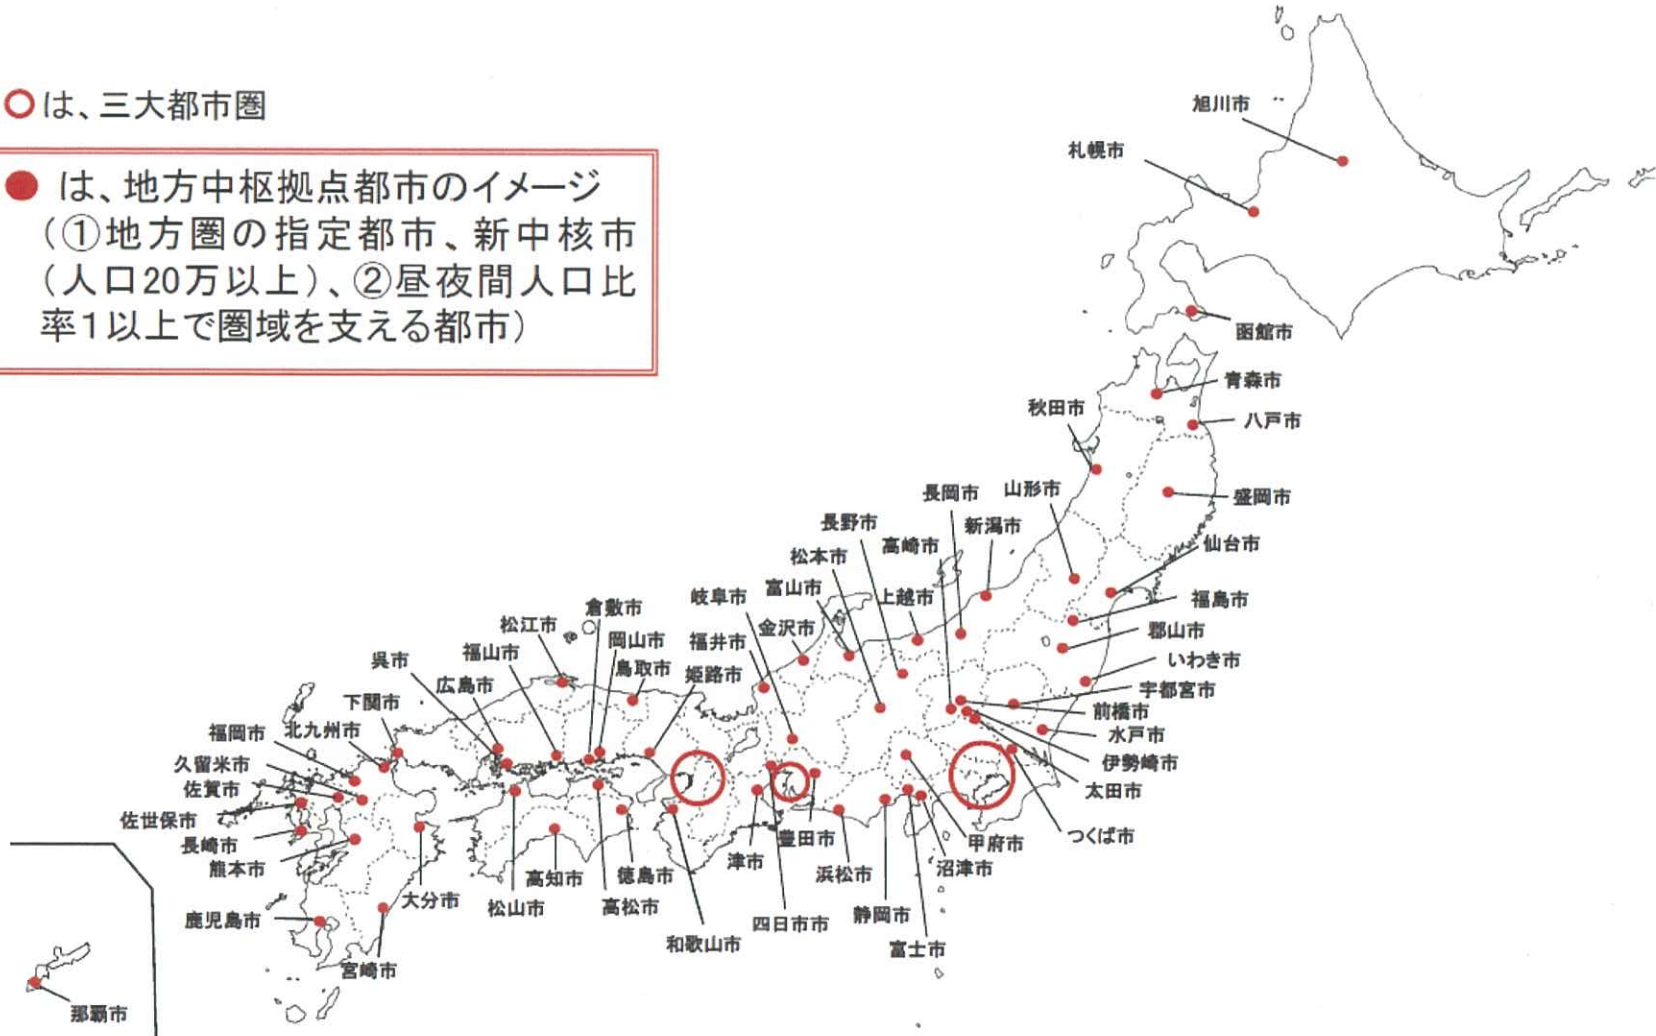 ○は、三大都市圏
● は、地方中枢拠点都市のイメージ
(①地方圏の指定都市、新中核市
(人口20万以上)、②昼夜間人口比
率1以上で圏域を支える都市)
旭川市
札幌市
函館市
青森市
秋田市
八戸市
長岡市
山形市
盛岡市
長野市
新潟市
高崎市
仙台市
松本市
富山市
岐阜市
上越市
福島市
倉敷市
松江市
金沢市
郡山市
岡山市
福井市
福山市
呉市
いわき市
鳥取市
姫路市
広島市
宇都宮市
下関市
前橋市
北九州市
福岡市
水戸市
久留米市
伊勢崎市
佐賀市
太田市
佐世保市
つくば市
長崎市
豊田市
甲府市
熊本市
津市
沼津市
高知市
徳島市
浜松市
大分市
松山市
高松市
静岡市
鹿児島市
四日市市
和歌山市
富士市
宮崎市
那覇市